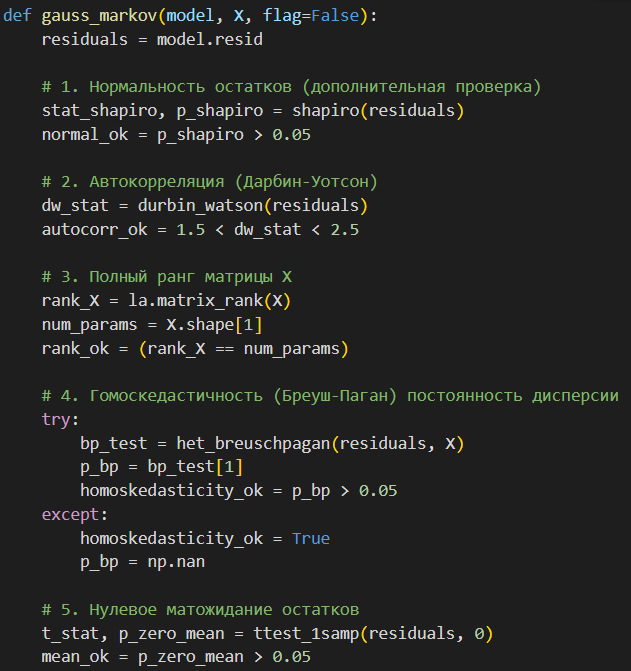 def gauss_markov(model, X, flag=False):
    residuals = model.resid

    # 1. Нормальность остатков (дополнительная проверка)
    stat_shapiro, p_shapiro = shapiro(residuals)
    normal_ok = p_shapiro > 0.05

    # 2. Автокорреляция (Дарбин-Уотсон)
    dw_stat = durbin_watson(residuals)
    autocorr_ok = 1.5 < dw_stat < 2.5

    # 3. Полный ранг матрицы X
    rank_X = la.matrix_rank(X)
    num_params = X.shape[1]
    rank_ok = (rank_X == num_params)

    # 4. Гомоскедастичность (Бреуш-Паган) постоянность дисперсии
    try:
        bp_test = het_breuschpagan(residuals, X)
        p_bp = bp_test[1]
        homoskedasticity_ok = p_bp > 0.05
    except:
        homoskedasticity_ok = True
        p_bp = np.nan

    # 5. Нулевое матожидание остатков
    t_stat, p_zero_mean = ttest_1samp(residuals, 0)
    mean_ok = p_zero_mean > 0.05